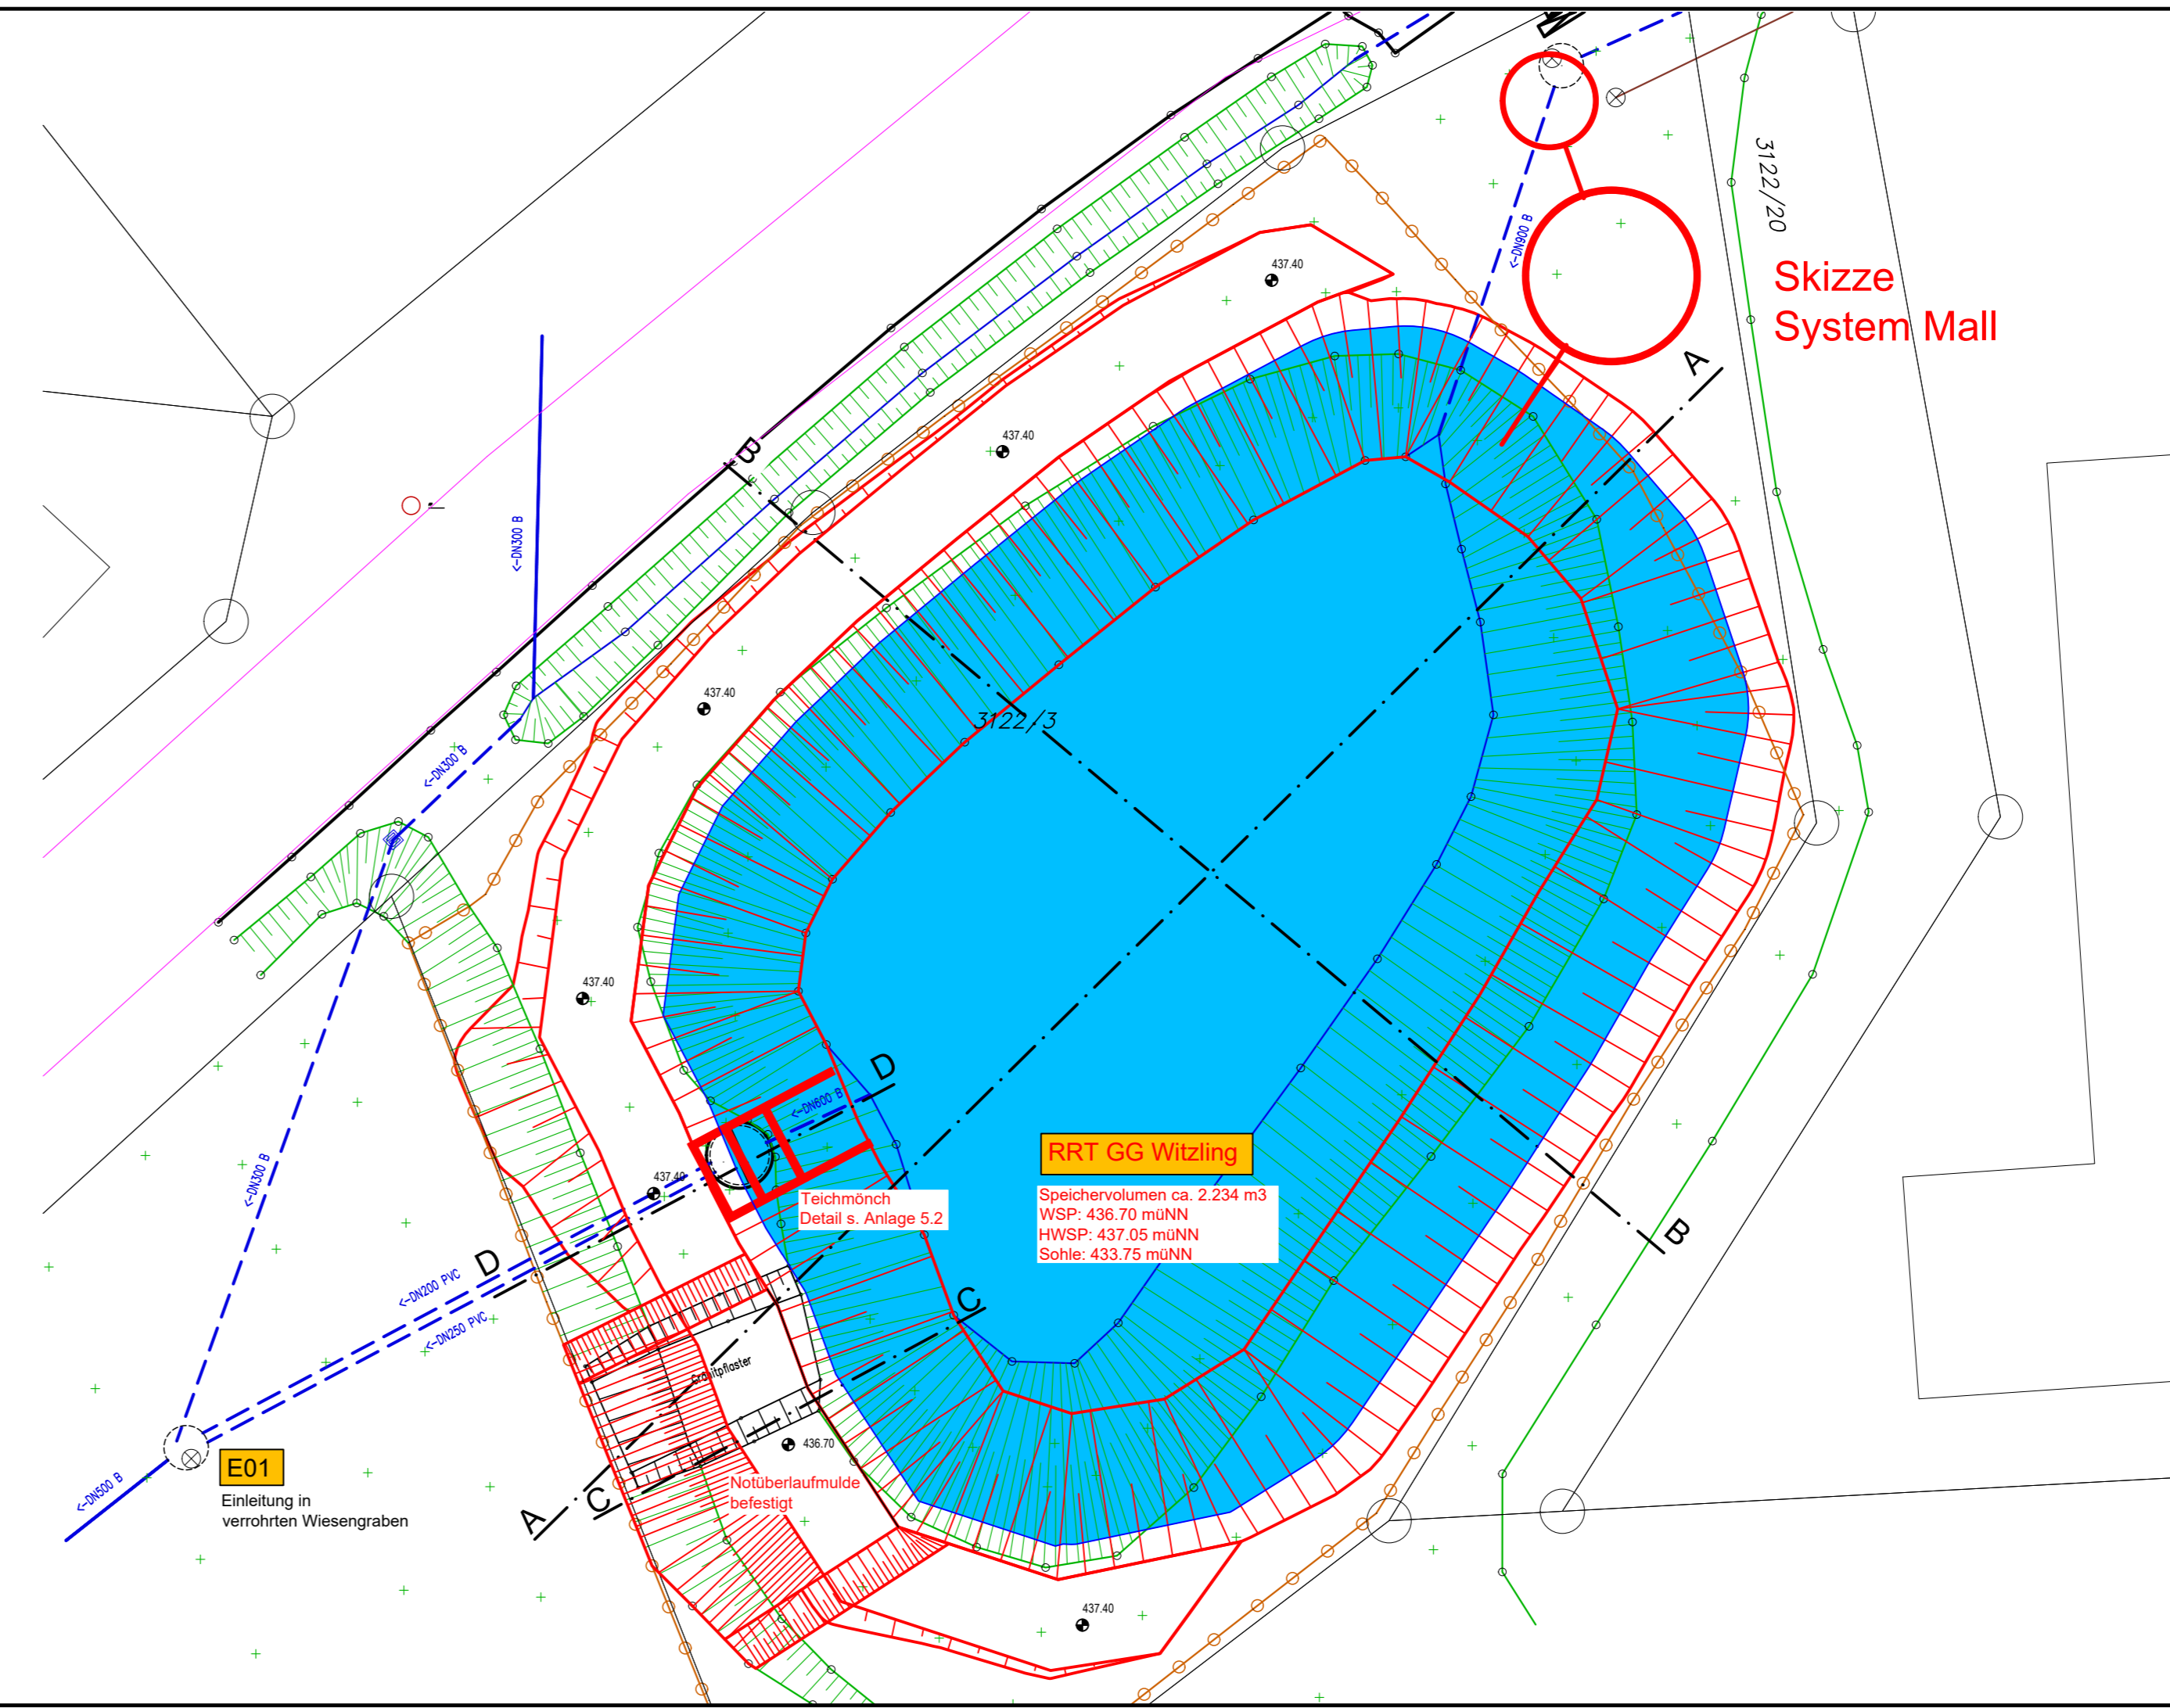 3122/20
<-DN900 B
Skizze
System Mall
437.40
A
B
437.40
<-DN300 B
437.40
3122/3
<-DN300 B
437.40
D
<-DN600 B
RRT GG Witzling
437.40
Teichmönch
Detail s. Anlage 5.2
Speichervolumen ca. 2.234 m3
WSP: 436.70 müNN
HWSP: 437.05 müNN
Sohle: 433.75 müNN
<-DN300 B
B
D
<-DN200 PVC
<-DN250 PVC
C
Granitpflaster
436.70
E01
Einleitung in
verrohrten Wiesengraben
<-DN500 B
Notüberlaufmulde
befestigt
A
C
437.40